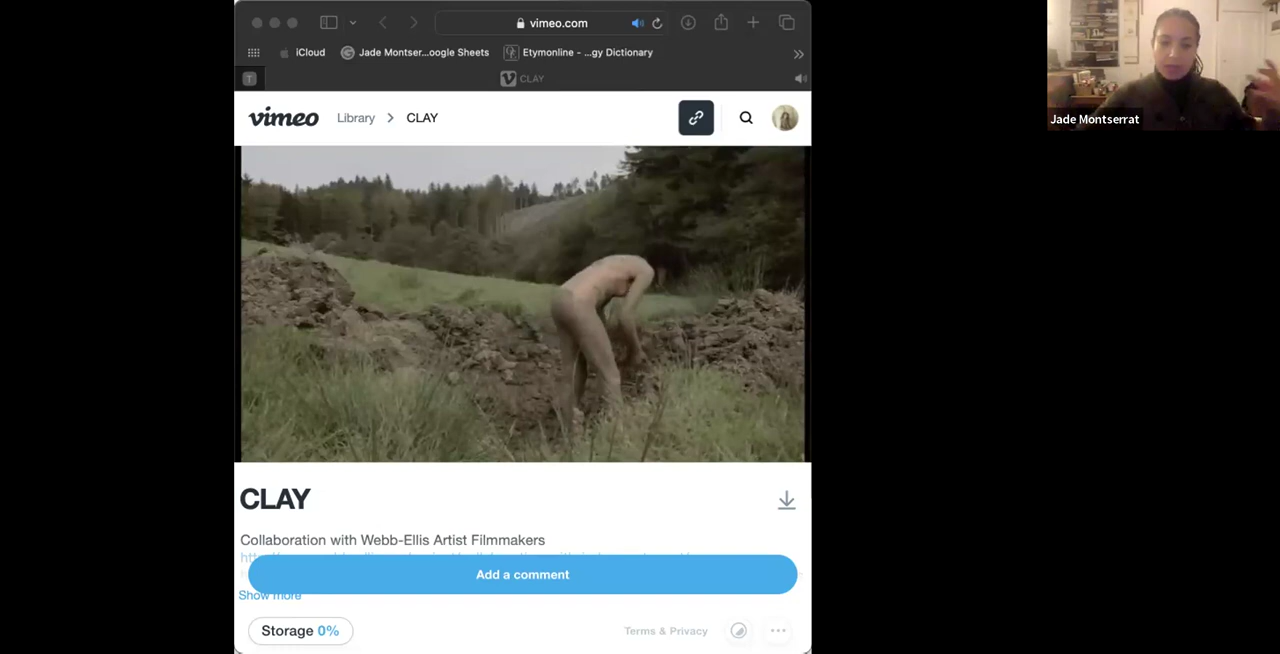 vimeo.com
iCloud
Jade Montser...oogle Sheets
Etymonline - ...gy Dictionary
T
CLAY
vimeo
Library
CLAY
Jade Montserrat
CLAY
Collaboration with Webb-Ellis Artist Filmmakers
Add a comment
Show more
Storage 0%
Terms & Privacy